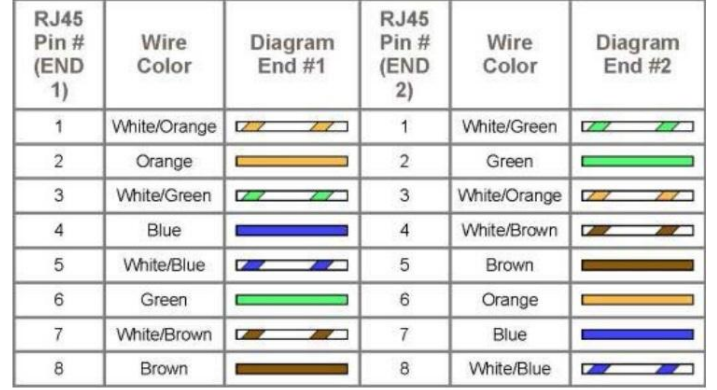 RJ45 Pin # (END 1) Wire Color Diagram End #1 RJ45 Pin # (END 2) Wire Color Diagram End #2
1 White/Orange 1 White/Green
2 Orange 2 Green
3 White/Green 3 White/Orange
4 Blue 4 White/Brown
5 White/Blue 5 Brown
6 Green 6 Orange
7 White/Brown 7 Blue
8 Brown 8 White/Blue